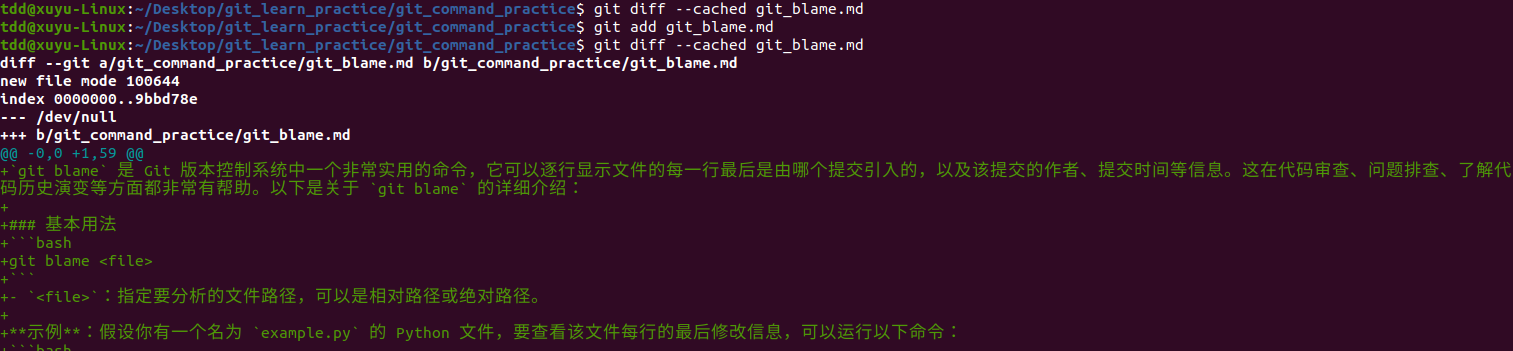 tdd@xuyu-Linux:~/Desktop/git_learn_practice/git_command_practice$ git diff --cached git_blame.md
tdd@xuyu-Linux:~/Desktop/git_learn_practice/git_command_practice$ git add git_blame.md
tdd@xuyu-Linux:~/Desktop/git_learn_practice/git_command_practice$ git diff --cached git_blame.md
diff --git a/git_command_practice/git_blame.md b/git_command_practice/git_blame.md
new file mode 100644
index 0000000..9bbd78e
--- /dev/null
+++ b/git_command_practice/git_blame.md
@@ -0,0 +1,59 @@
+`git blame` 是 Git 版本控制系统中一个非常实用的命令，它可以逐行显示文件的每一行最后是由哪个提交引入的，以及该提交的作者、提交时间等信息。这在代码审查、问题排查、了解代
码历史演变等方面都非常有帮助。以下是关于 `git blame` 的详细介绍：
+
+### 基本用法
+```bash
+git blame <file>
+```
+- `<file>`：指定要分析的文件路径，可以是相对路径或绝对路径。
+
+**示例**：假设你有一个名为 `example.py` 的 Python 文件，要查看该文件每行的最后修改信息，可以运行以下命令：
+```bash